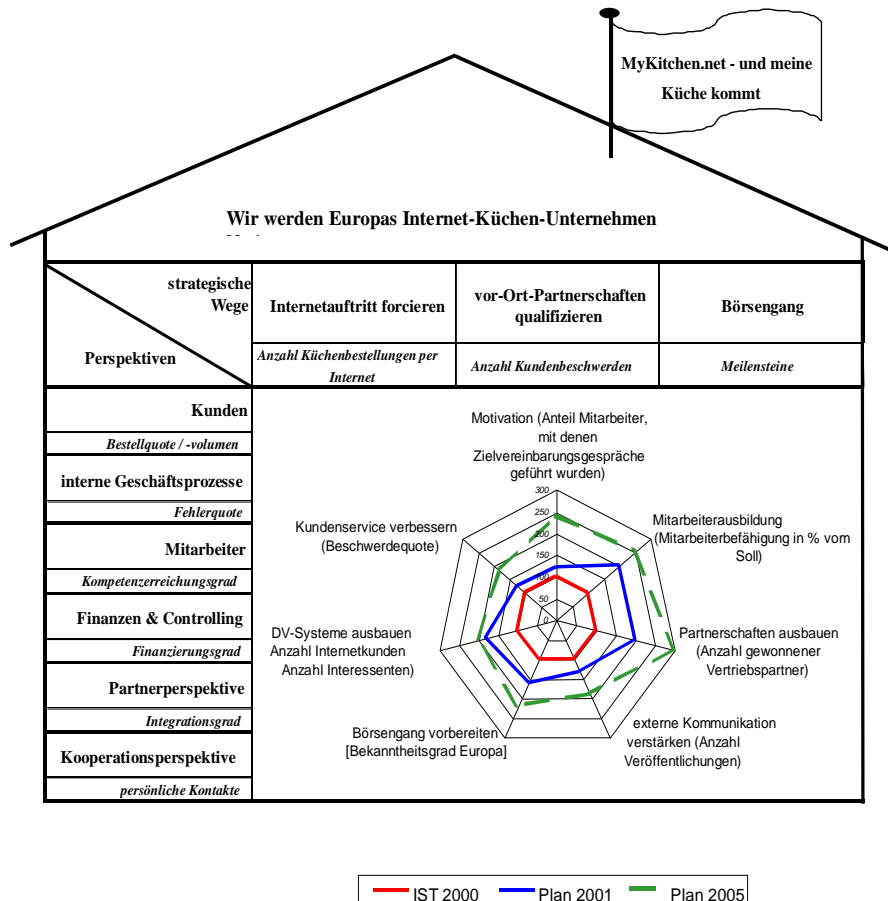 MyKitchen.net - und meine
Küche kommt
Wir werden Europas Internet-Küchen-Unternehmen
strategische
Wege
Perspektiven
Internetauftritt forcieren
Anzahl Küchenbestellungen per
Internet
vor-Ort-Partnerschaften
qualifizieren
Anzahl Kundenbeschwerden
Börsengang
Meilensteine
Kunden
Bestellquote / -volumen
interne Geschäftsprozesse
Fehlerquote
Mitarbeiter
Kompetenzerreichungsgrad
Finanzen & Controlling
Finanzierungsgrad
Partnerperspektive
Integrationsgrad
Kooperationsperspektive
persönliche Kontakte
Motivation (Anteil Mitarbeiter,
mit denen
Zielvereinbarungsgespräche
geführt wurden)
300
250
200
150
100
50
0
Mitarbeiterausbildung
(Mitarbeiterbefähigung in % vom
Soll)
Partnerschaften ausbauen
(Anzahl gewonnener
Vertriebspartner)
externe Kommunikation
verstärken (Anzahl
Veröffentlichungen)
Börsengang vorbereiten
[Bekanntheitsgrad Europa]
DV-Systeme ausbauen
Anzahl Internetkunden
Anzahl Interessenten)
Kundenservice verbessern
(Beschwerdequote)
IST 2000
Plan 2001
Plan 2005